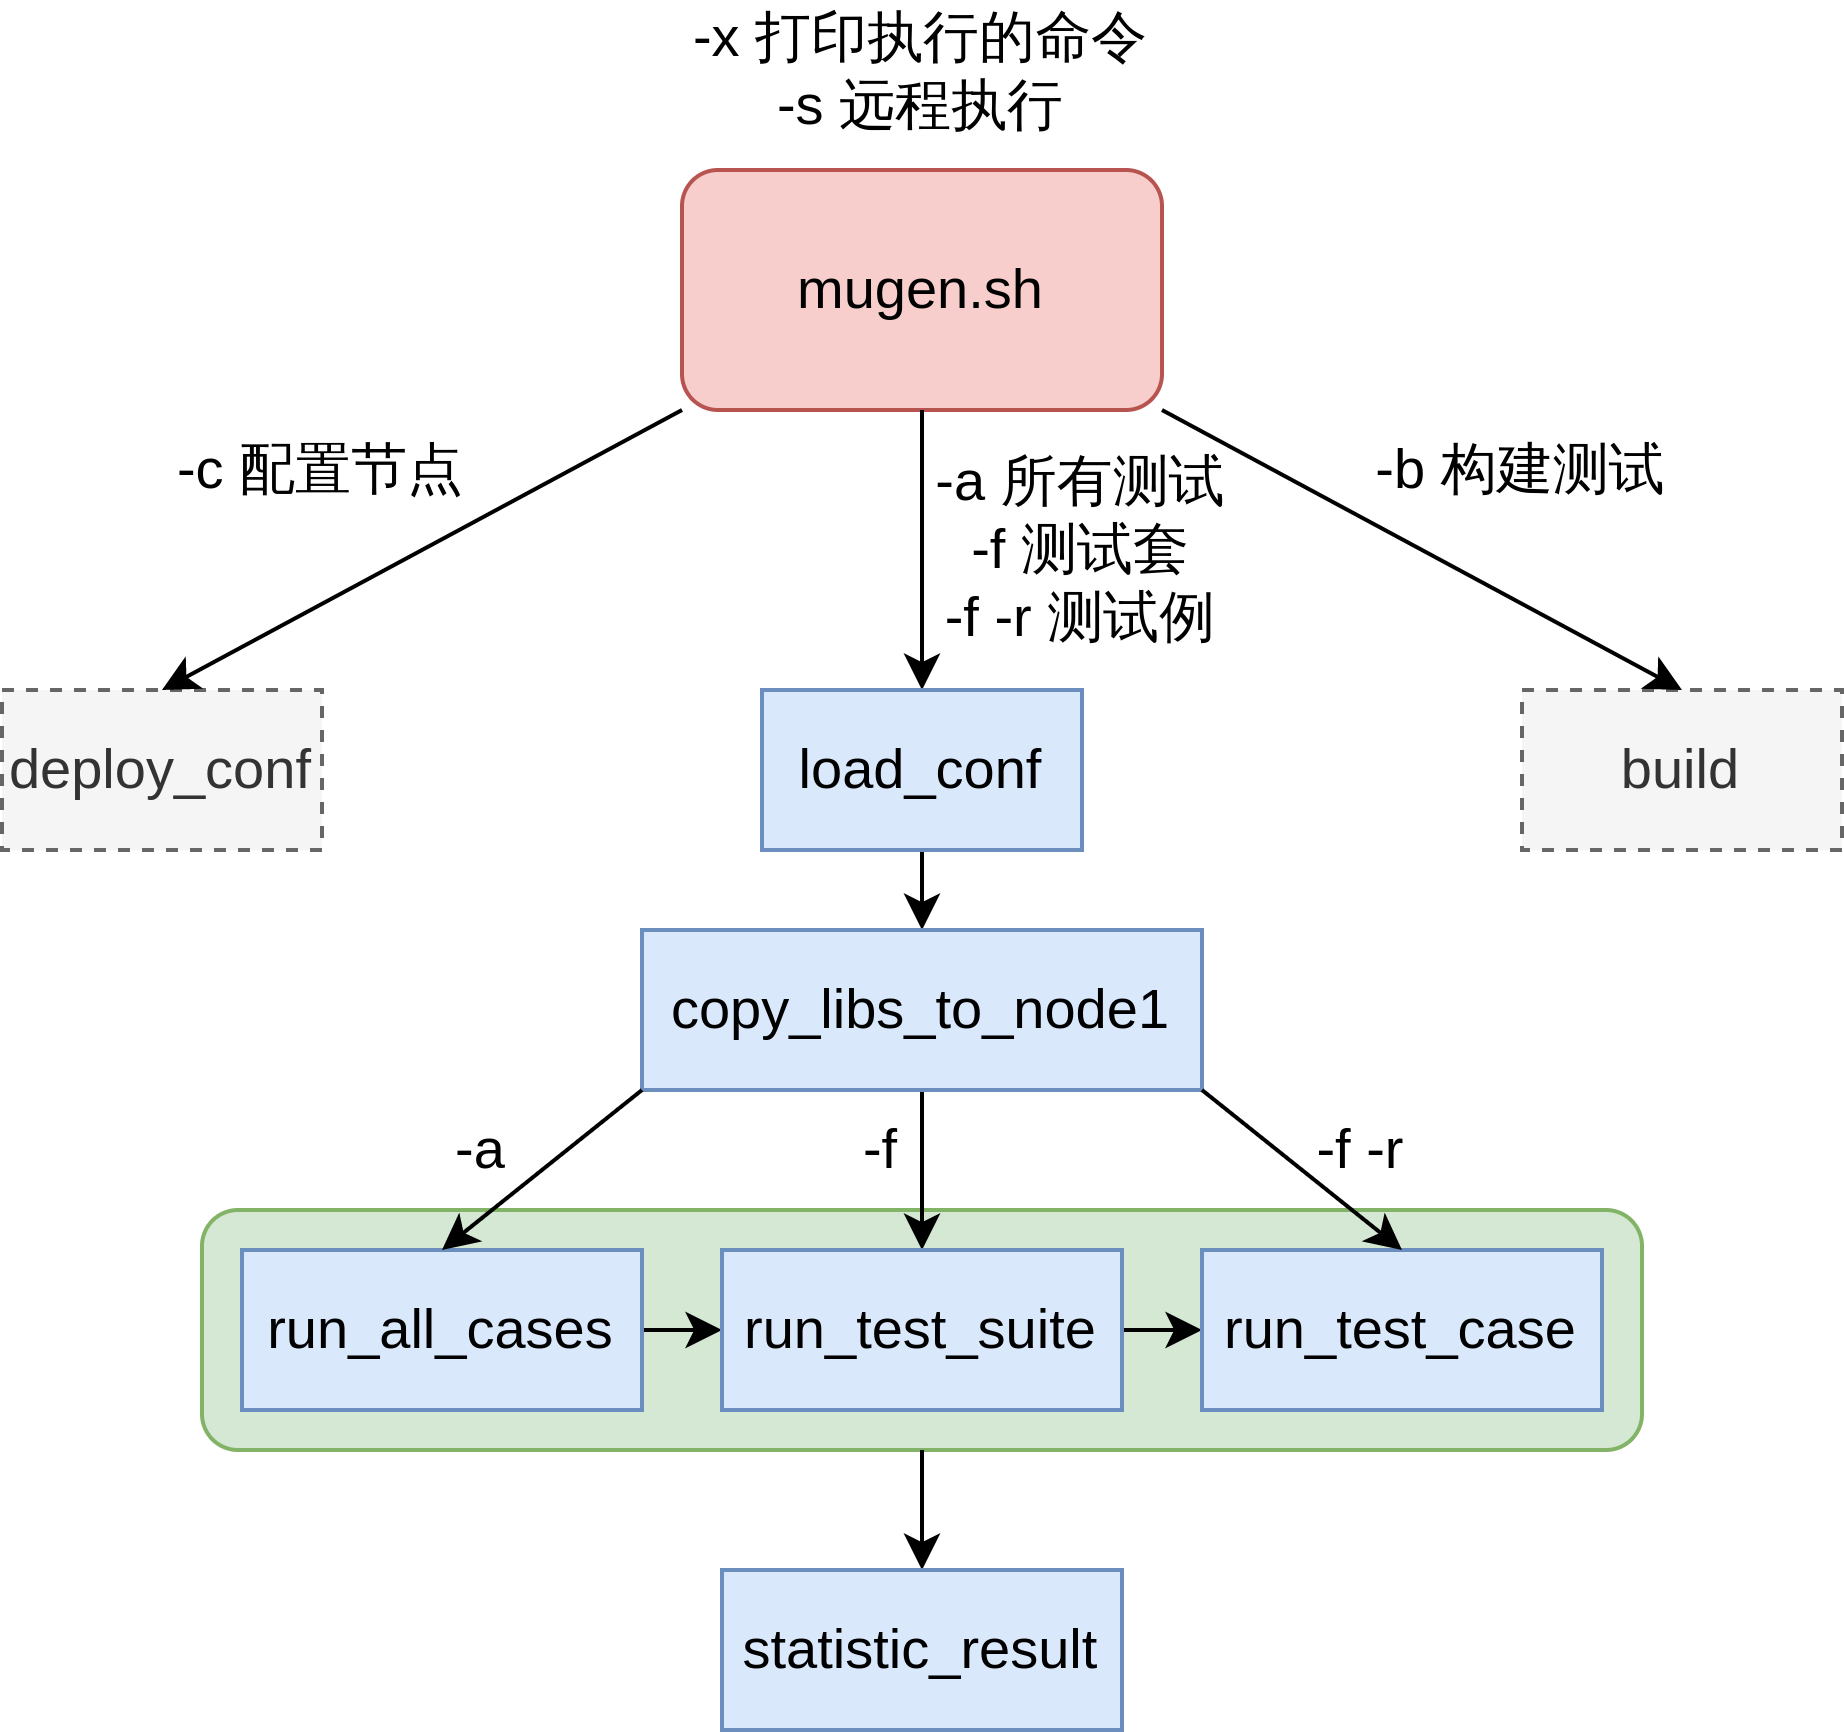 -x 打印执行的命令
-s 远程执行
mugen.sh
-c 配置节点
-a 所有测试
-f 测试套
-f -r 测试例
-b 构建测试
deploy_conf
load_conf
build
copy_libs_to_node1
-a
-f
-f -r
run_all_cases
run_test_suite
run_test_case
statistic_result